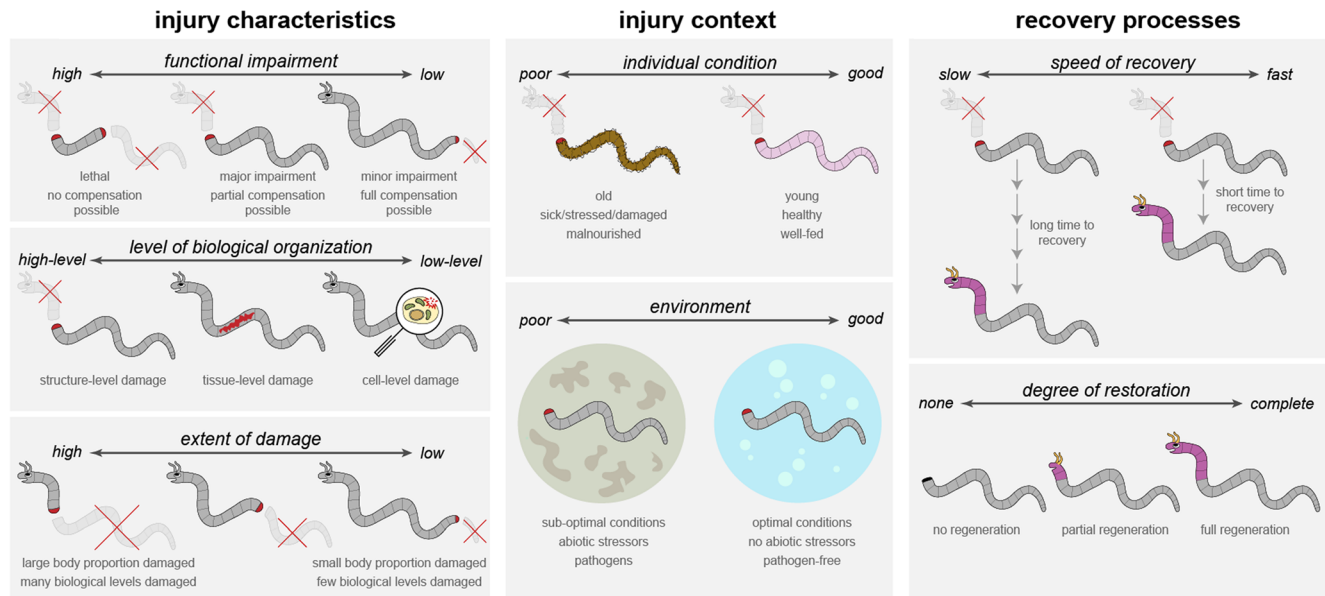 injury characteristics
functional impairment
high
low
lethal
no compensation
possible
major impairment
partial compensation
possible
minor impairment
full compensation
possible
level of biological organization
high-level
low-level
structure-level damage
tissue-level damage
cell-level damage
extent of damage
high
low
large body proportion damaged
many biological levels damaged
small body proportion damaged
few biological levels damaged
injury context
individual condition
poor
good
old
sick/stressed/damaged
malnourished
young
healthy
well-fed
environment
poor
good
sub-optimal conditions
abiotic stressors
pathogens
optimal conditions
no abiotic stressors
pathogen-free
recovery processes
speed of recovery
slow
fast
long time to
recovery
short time to
recovery
degree of restoration
none
complete
no regeneration
partial regeneration
full regeneration